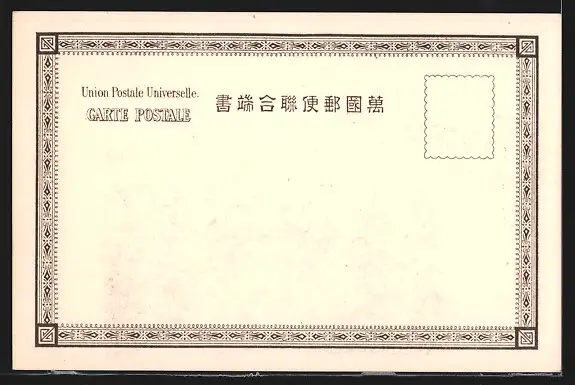 Union Postale Universelle.
CARTE POSTALE
書端合聯便郵國萬